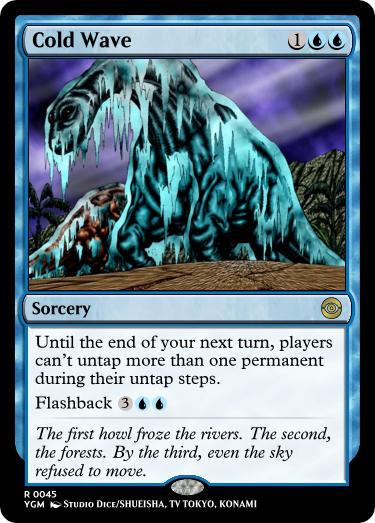 Cold Wave 1
Sorcery
Until the end of your next turn, players
can't untap more than one permanent
during their untap steps.
Flashback 3
The first howl froze the rivers. The second,
the forests. By the third, even the sky
refused to move.
R 0045
YGM Studio Dice/SHUEISHA, TV TOKYO, KONAMI